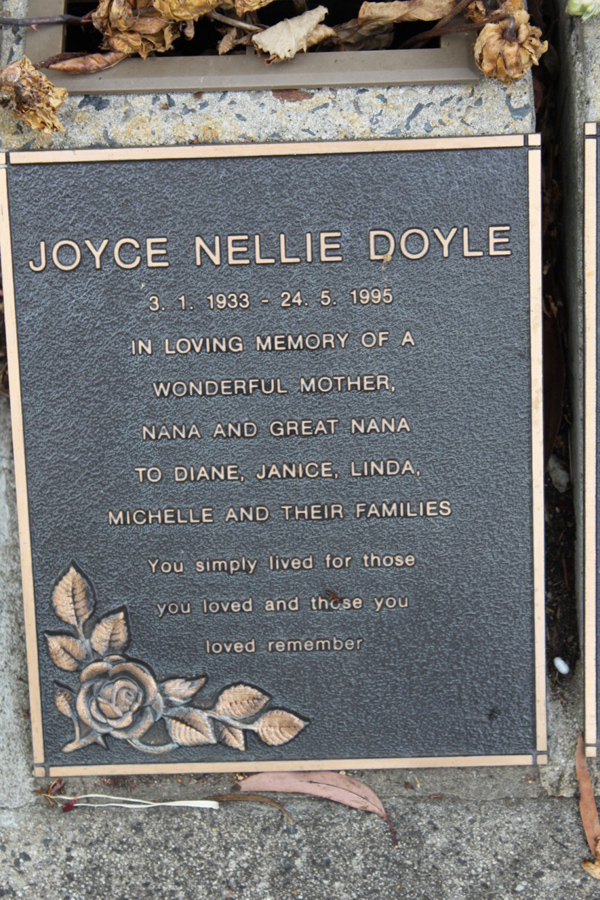 JOYCE NELLIE DOYLE
3. 1. 1933 - 24. 5. 1995
IN LOVING MEMORY OF A
WONDERFUL MOTHER,
NANA AND GREAT NANA
TO DIANE, JANICE, LINDA,
MICHELLE AND THEIR FAMILIES
You simply lived for those
you loved and those you
loved remember